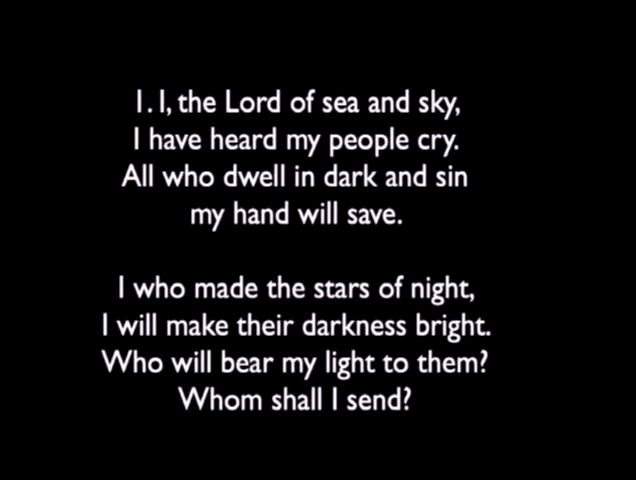 1. I, the Lord of sea and sky,
I have heard my people cry.
All who dwell in dark and sin
my hand will save.
I who made the stars of night,
I will make their darkness bright.
Who will bear my light to them?
Whom shall I send?